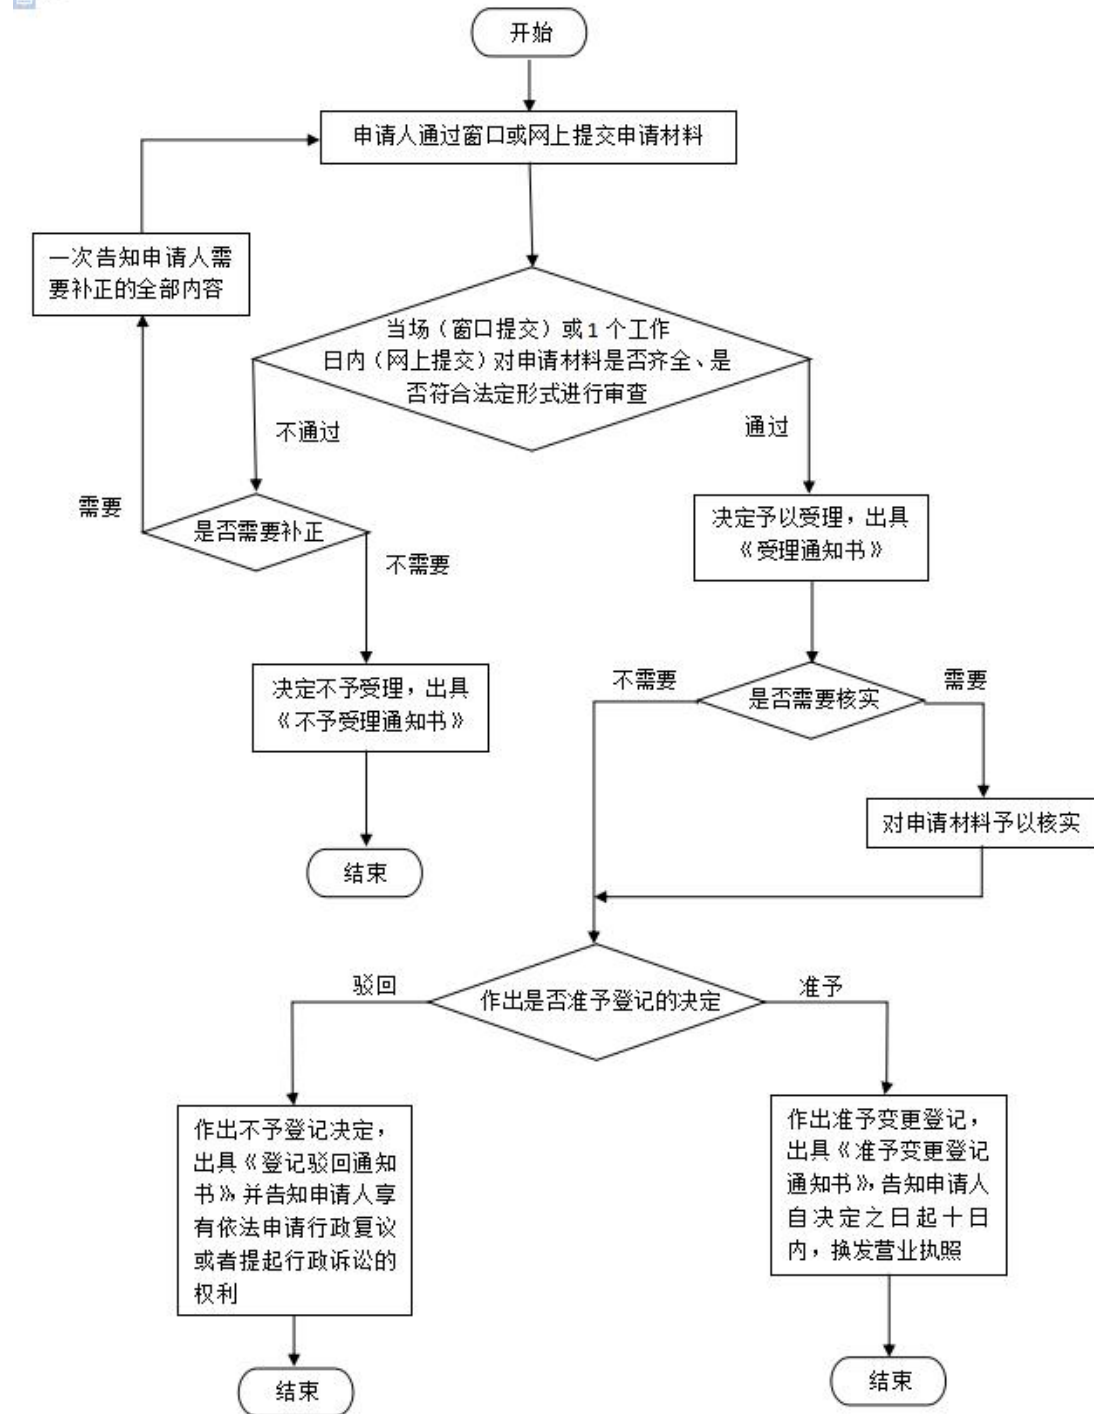 开始
申请人通过窗口或网上提交申请材料
一次告知申请人需
要补正的全部内容
当场（窗口提交）或1个工作
日内（网上提交）对申请材料是否齐全、是
否符合法定形式进行审查
不通过
通过
需要
是否需要补正
不需要
决定予以受理，出具
《受理通知书》
决定不予受理，出具
《不予受理通知书》
不需要
是否需要核实
需要
对申请材料予以核实
结束
驳回
作出是否准予登记的决定
准予
作出不予登记决定，
出具《登记驳回通知
书》，并告知申请人享
有依法申请行政复议
或者提起行政诉讼的
权利
作出准予变更登记，
出具《准予变更登记
通知书》，告知申请人
自决定之日起十日
内，换发营业执照
结束
结束